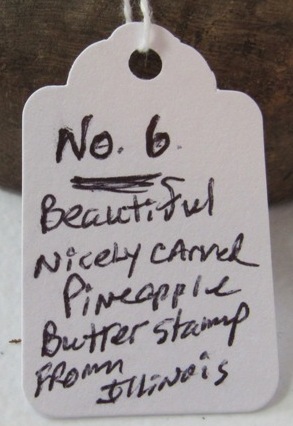 No. 6.
Beautiful
Nicely Carved
Pineapple
Butter Stamp
From
Illinois